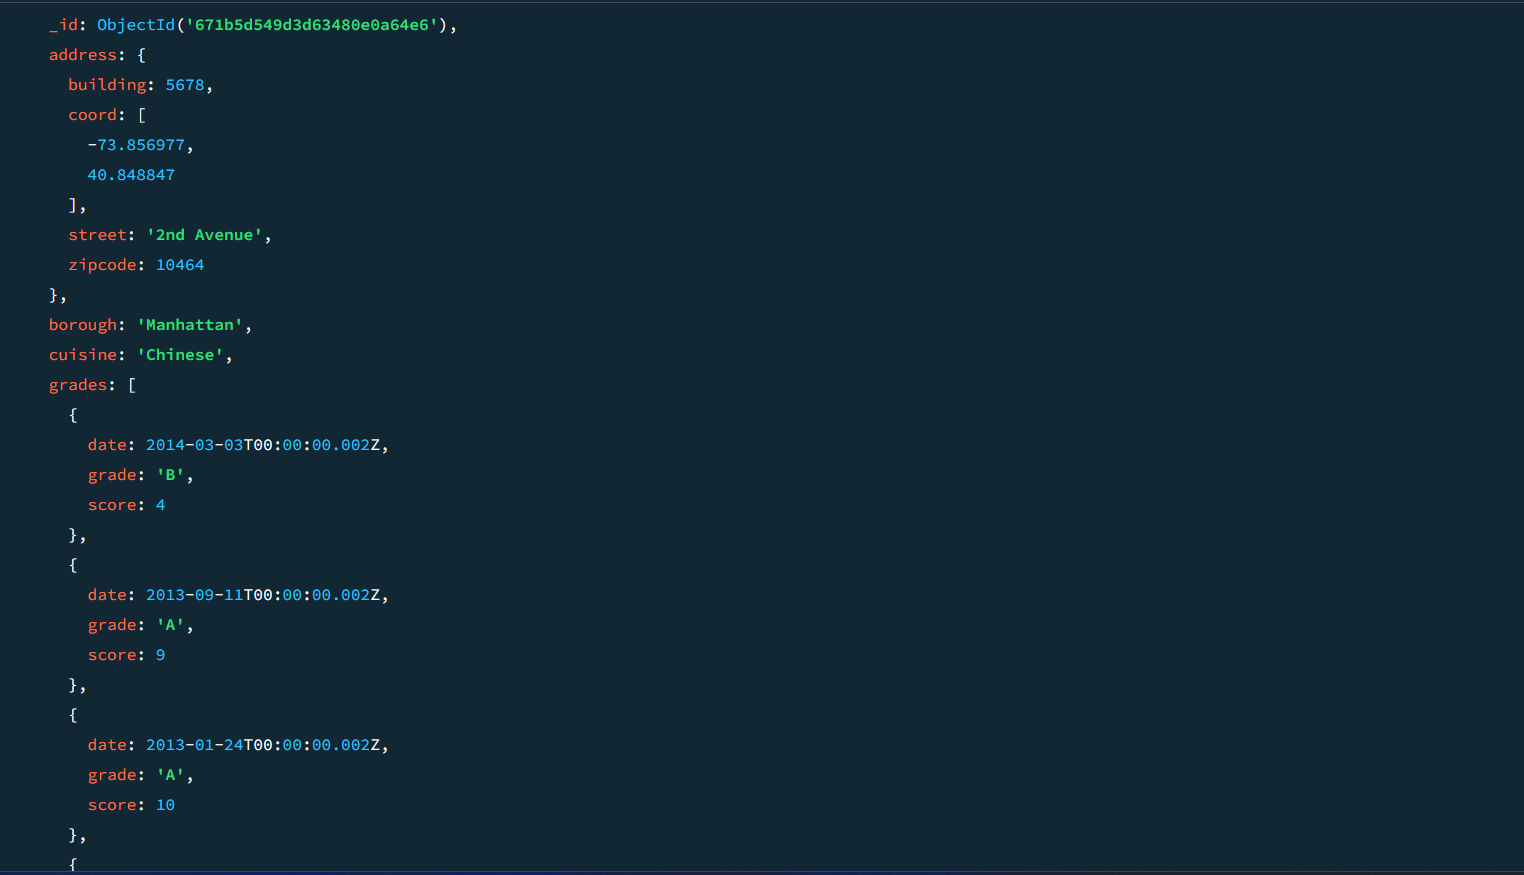 _id: ObjectId('671b5d549d3d63480e0a64e6'),
address: {
building: 5678,
coord: [
-73.856977,
40.848847
],
street: '2nd Avenue',
zipcode: 10464
},
borough: 'Manhattan',
cuisine: 'Chinese',
grades: [
{
date: 2014-03-03T00:00:00.002Z,
grade: 'B',
score: 4
},
{
date: 2013-09-11T00:00:00.002Z,
grade: 'A',
score: 9
},
{
date: 2013-01-24T00:00:00.002Z,
grade: 'A',
score: 10
},
{